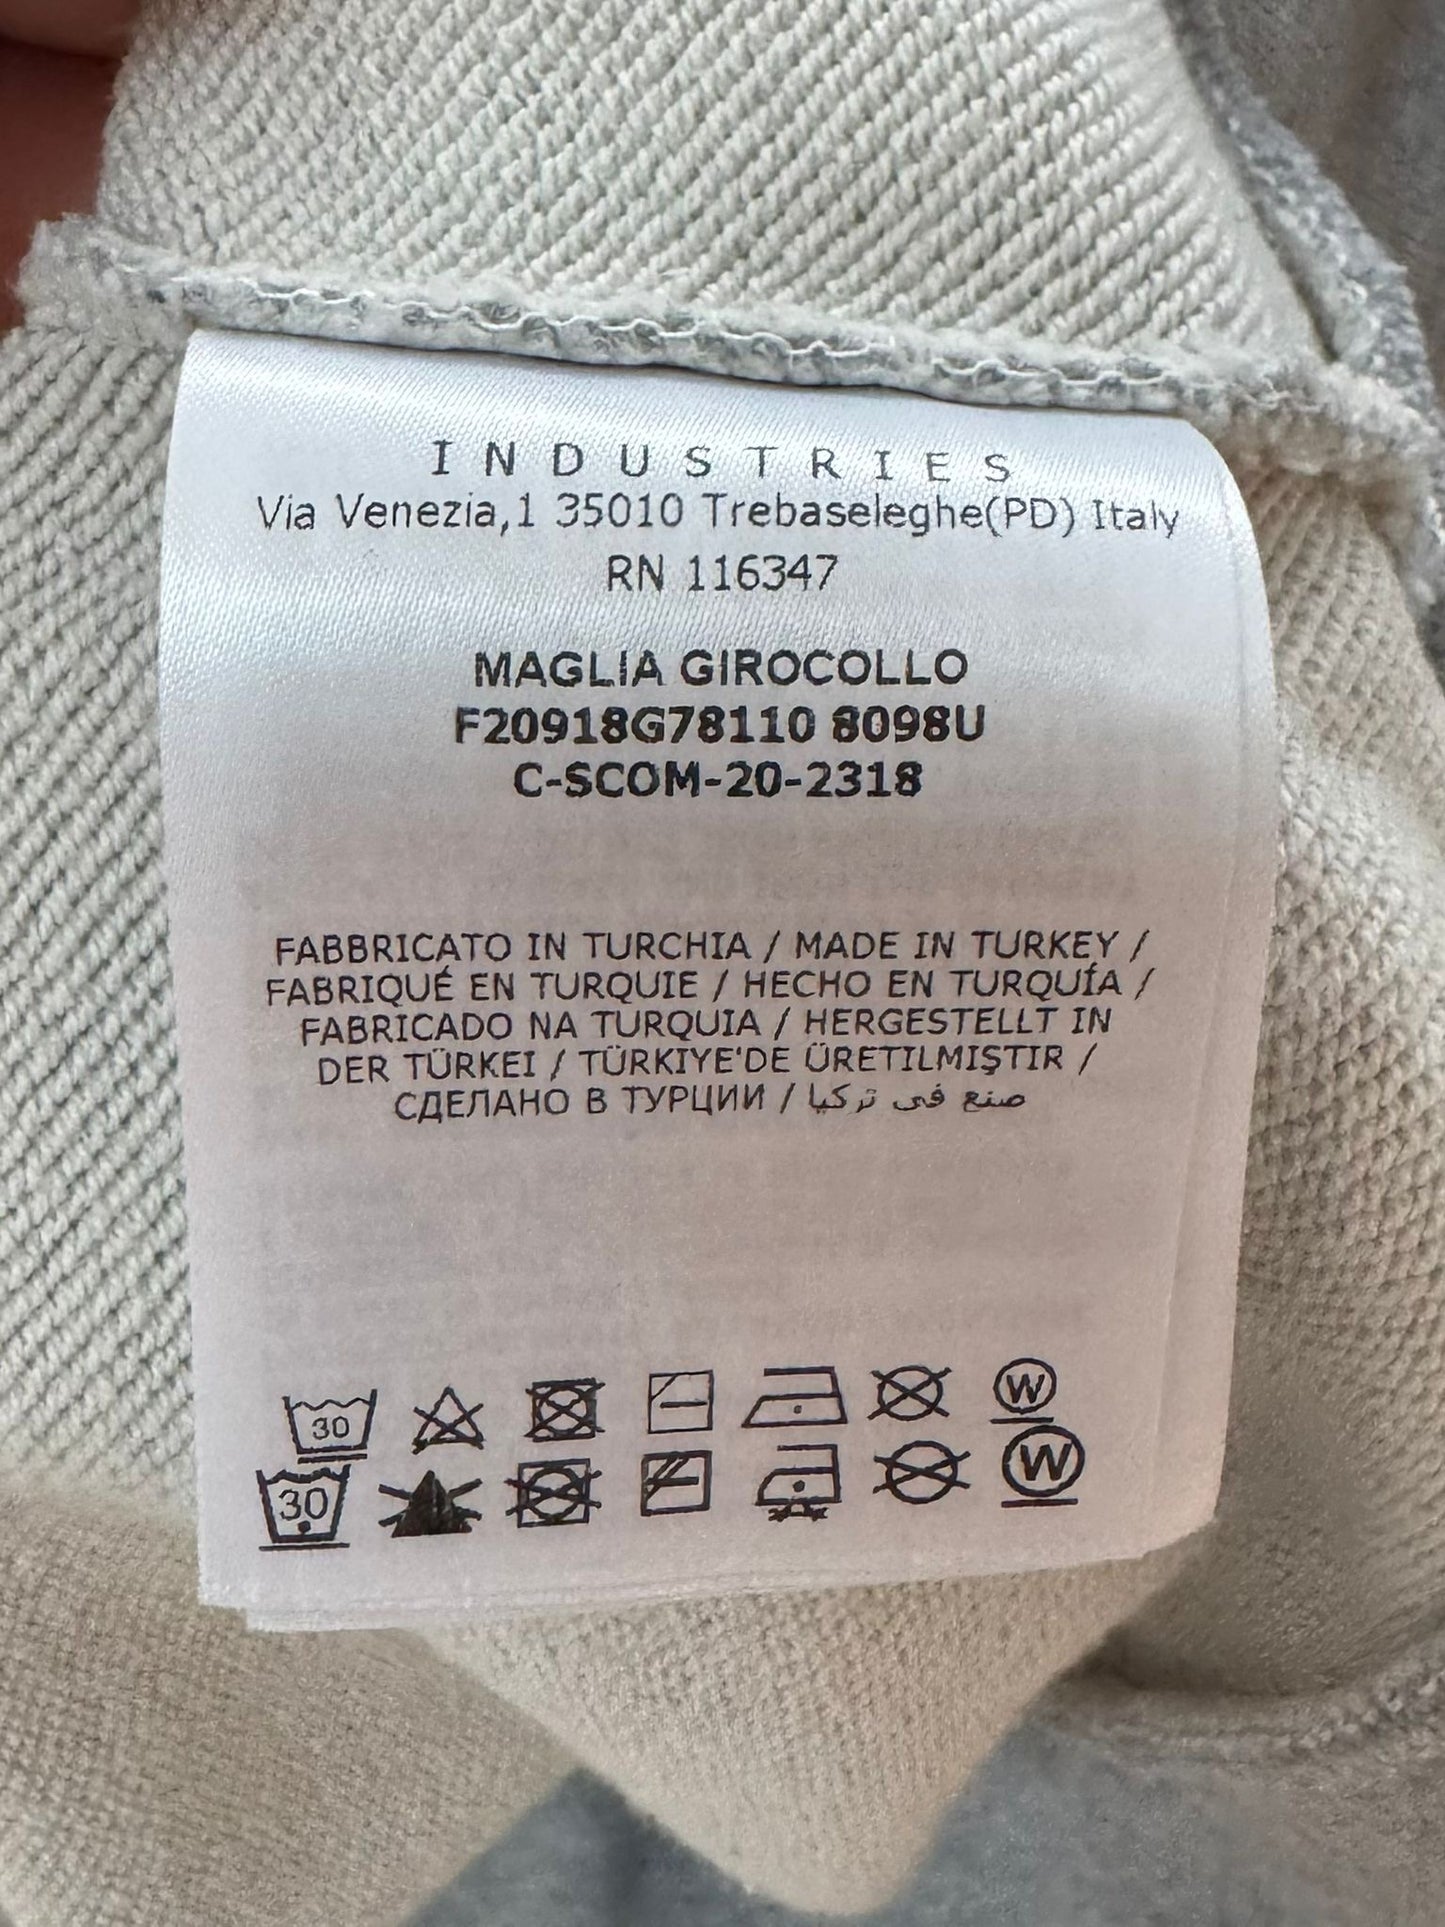 INDUSTRIES
Via Venezia,1 35010 Trebaseleghe(PD) Italy
RN 116347
MAGLIA GIROCOLLO
F20918G78110 8098U
C-SCOM-20-2318
FABBRICATO IN TURCHIA / MADE IN TURKEY /
FABRIQUÉ EN TURQUIE / HECHO EN TURQUÍA /
FABRICADO NA TURQUIA / HERGESTELLT IN
DER TÜRKEI / TÜRKIYE'DE ÜRETILMIŞTIR /
СДЕЛАНО В ТУРЦИИ / صنع في تركيا
30 W
30 W